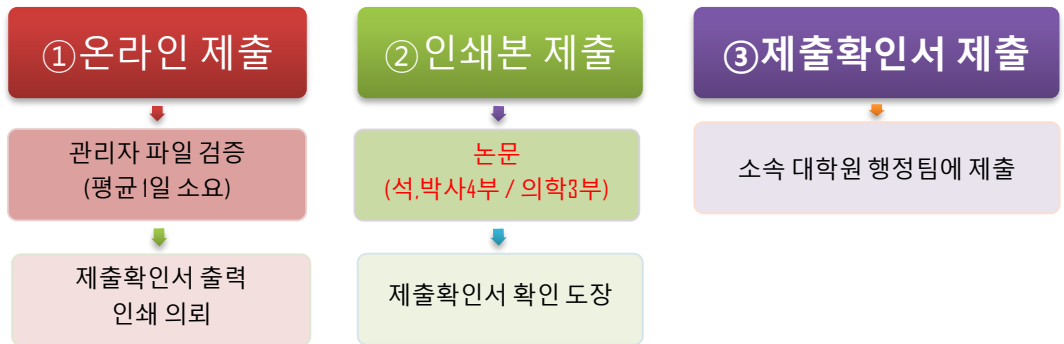 ①온라인 제출
관리자 파일 검증
(평균 1일 소요)
제출확인서 출력
인쇄 의뢰
②인쇄본 제출
논문
(석,박사4부 / 의학3부)
제출확인서 확인 도장
③제출확인서 제출
소속 대학원 행정팀에 제출